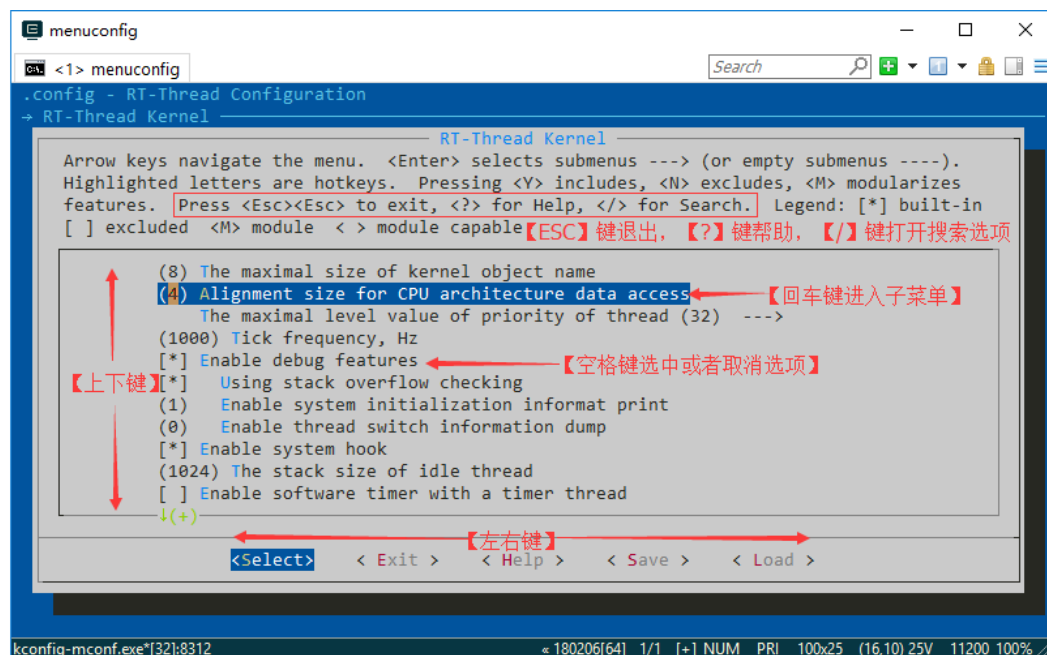 menuconfig
<1> menuconfig
Search
.config - RT-Thread Configuration
→ RT-Thread Kernel
RT-Thread Kernel
Arrow keys navigate the menu. <Enter> selects submenus ---> (or empty submenus ----).
Highlighted letters are hotkeys. Pressing <Y> includes, <N> excludes, <M> modularizes
features. Press <Esc><Esc> to exit, <?> for Help, </> for Search. Legend: [*] built-in
[ ] excluded <M> module < > module capable【ESC】键退出，【?】键帮助，【/】键打开搜索选项
(8) The maximal size of kernel object name
(4) Alignment size for CPU architecture data access【回车键进入子菜单】
The maximal level value of priority of thread (32) --->
(1000) Tick frequency, Hz
[*] Enable debug features【空格键选中或者取消选项】
【上下键】[*] Using stack overflow checking
(1) Enable system initialization informat print
(0) Enable thread switch information dump
[*] Enable system hook
(1024) The stack size of idle thread
[ ] Enable software timer with a timer thread
↓(+)
【左右键】
<Select> < Exit > < Help > < Save > < Load >
kconfig-mconf.exe*[32]:8312 « 180206[64] 1/1 [+] NUM PRI 100x25 (16,10) 25V 11200 100%